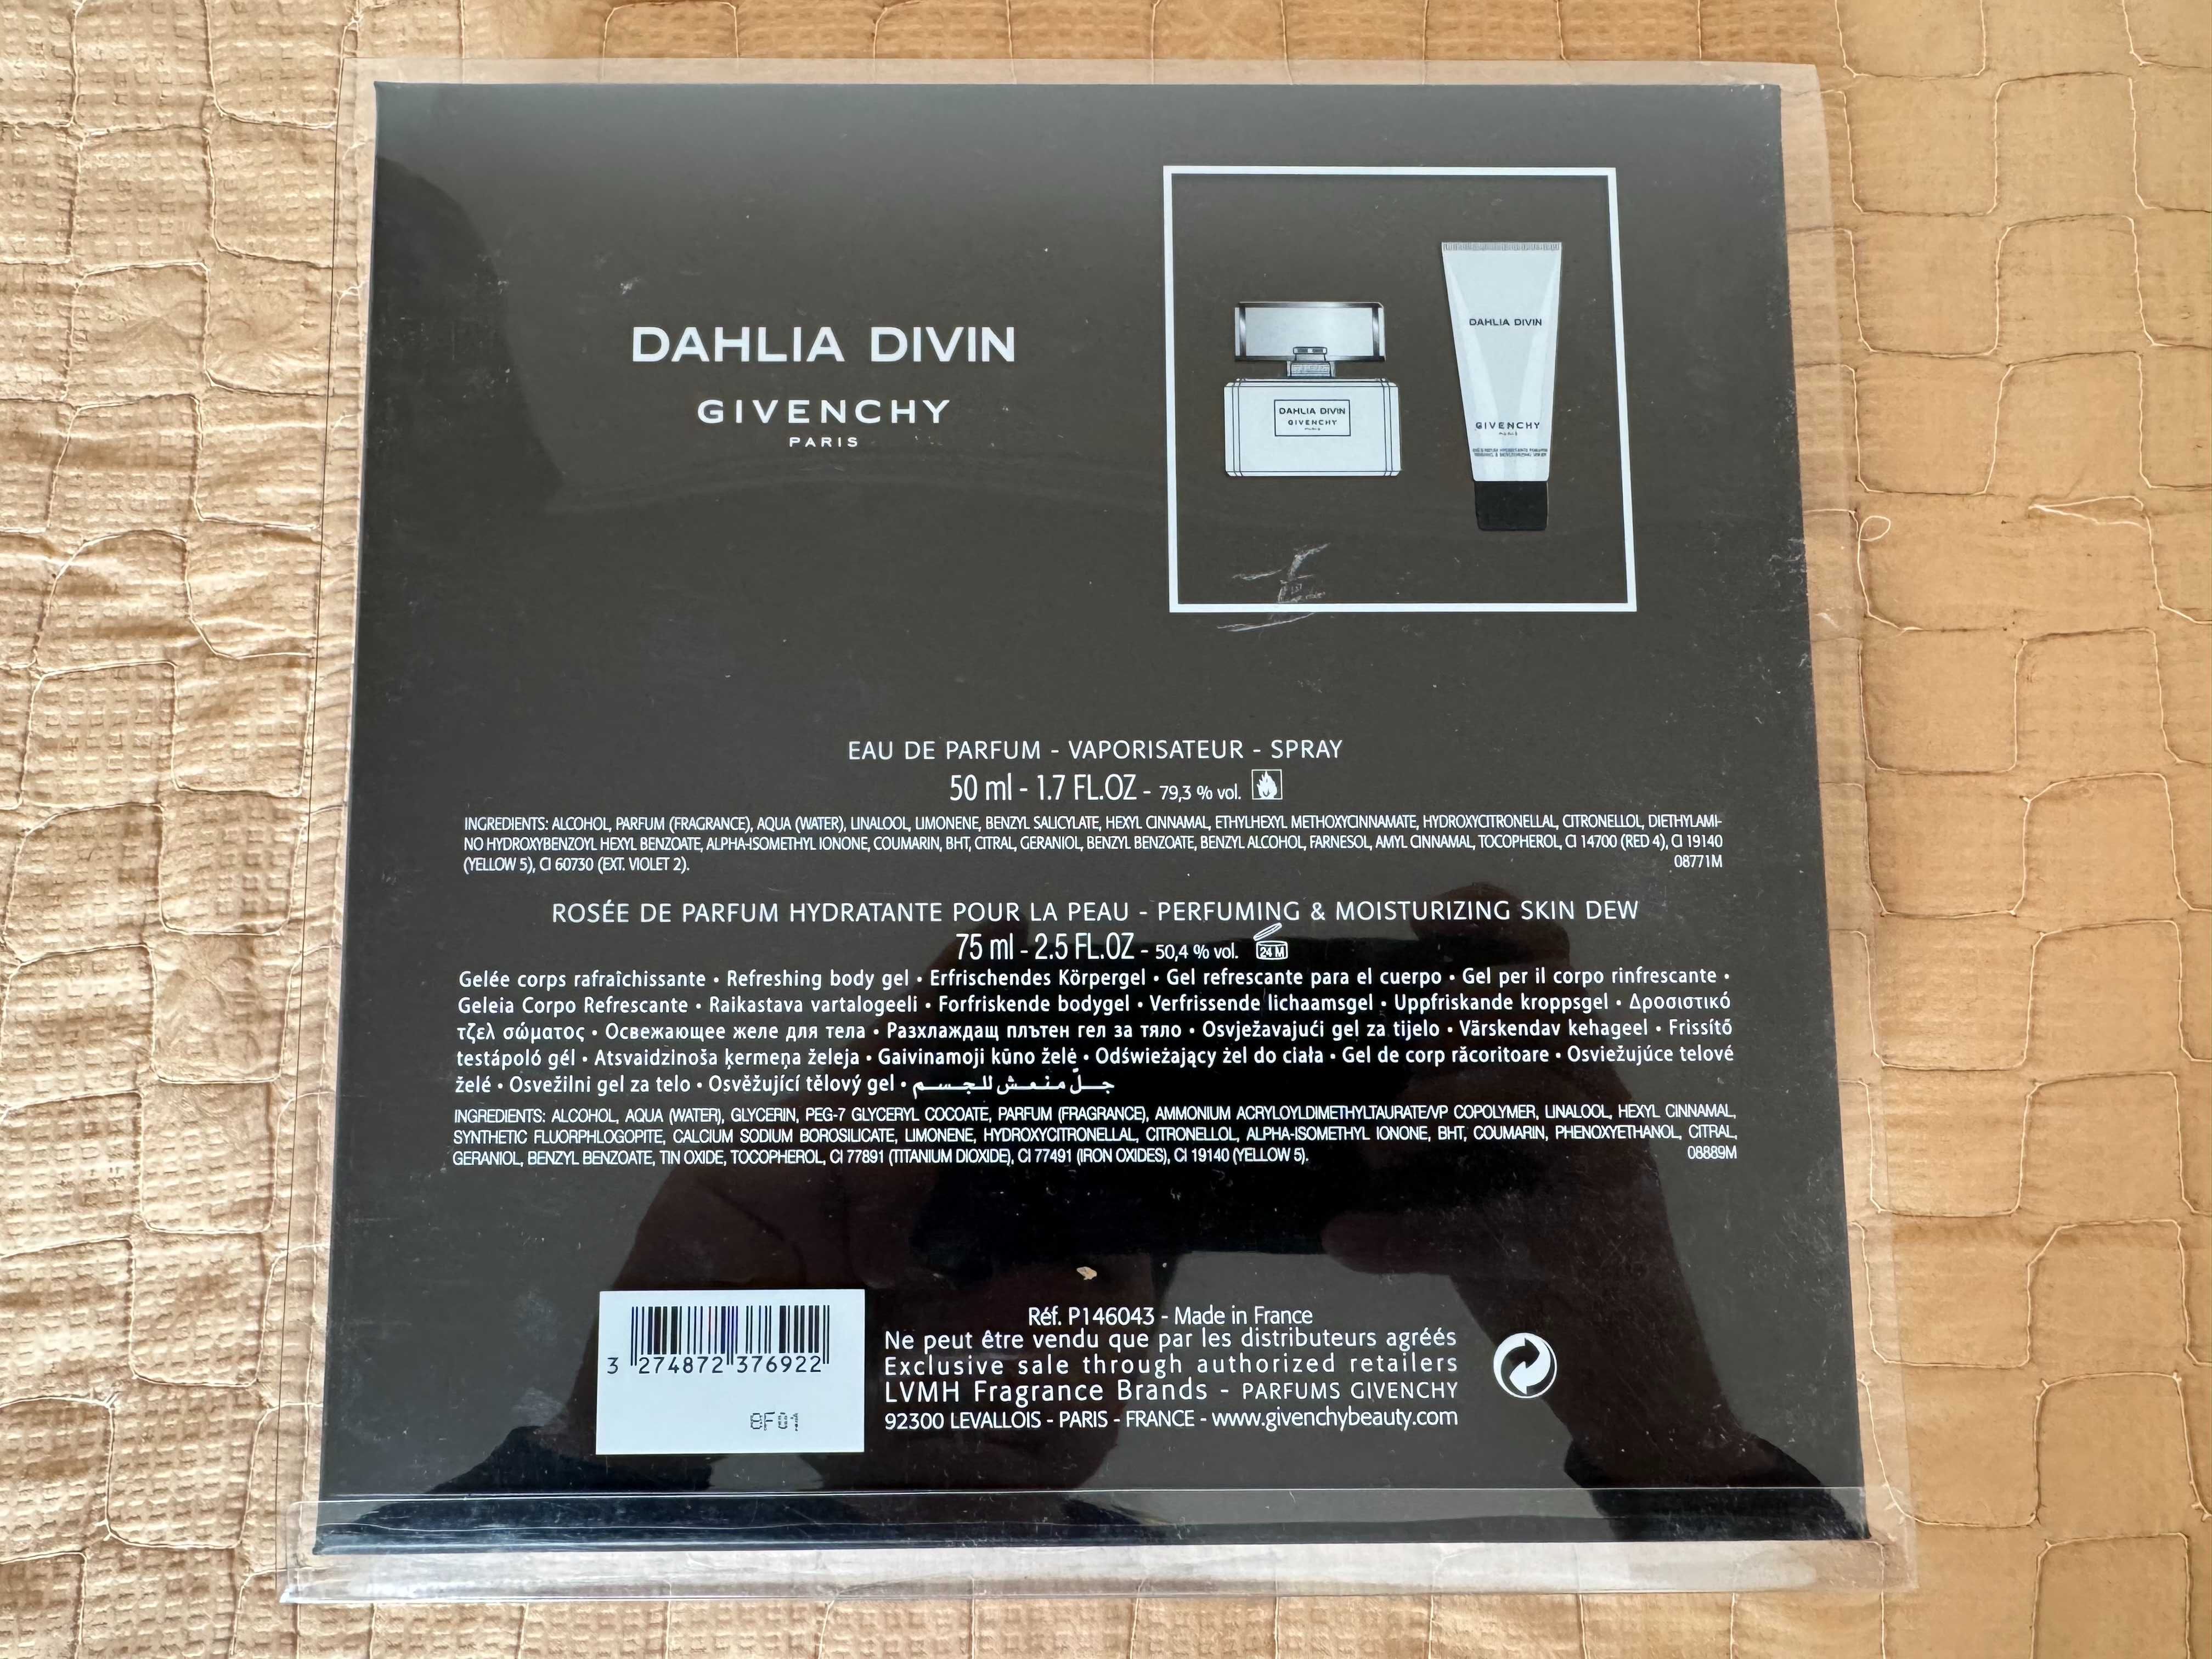 DAHLIA DIVIN
GIVENCHY
PARIS
DAHLIA DIVIN
GIVENCHY
PARIS
DAHLIA DIVIN
GIVENCHY
PARIS
EAU DE PARFUM - VAPORISATEUR - SPRAY
50 ml - 1.7 FL.OZ - 79,3 % vol.
INGREDIENTS: ALCOHOL, PARFUM (FRAGRANCE), AQUA (WATER), LINALOOL, LIMONENE, BENZYL SALICYLATE, HEXYL CINNAMAL, ETHYLHEXYL METHOXYCINNAMATE, HYDROXYCITRONELLAL, CITRONELLOL, DIETHYLAMI-
NO HYDROXYBENZOYL HEXYL BENZOATE, ALPHA-ISOMETHYL IONONE, COUMARIN, BHT, CITRAL, GERANIOL, BENZYL BENZOATE, BENZYL ALCOHOL, FARNESOL, AMYL CINNAMAL, TOCOPHEROL, CI 14700 (RED 4), CI 19140
(YELLOW 5), CI 60730 (EXT. VIOLET 2). 08771M
ROSÉE DE PARFUM HYDRATANTE POUR LA PEAU - PERFUMING & MOISTURIZING SKIN DEW
75 ml - 2.5 FL.OZ - 50,4 % vol. 24 M
Gelée corps rafraîchissante • Refreshing body gel • Erfrischendes Körpergel • Gel refrescante para el cuerpo • Gel per il corpo rinfrescante •
Geleia Corpo Refrescante • Raikastava vartalogeeli • Forfriskende bodygel • Verfrissende lichaamsgel • Uppfriskande kroppsgel • Δροσιστικό
τζελ σώματος • Освежающее желе для тела • Разхлаждащ плътен гел за тяло • Osvježavajući gel za tijelo • Värskendav kehageel • Frissítő
testápoló gél • Atsvaidzinoša ķermeņa želeja • Gaivinamoji kūno želė • Odświeżający żel do ciała • Gel de corp răcoritoare • Osviežujúce telové
želé • Osvežilni gel za telo • Osvěžující tělový gel • جلّ منعش للجسم
INGREDIENTS: ALCOHOL, AQUA (WATER), GLYCERIN, PEG-7 GLYCERYL COCOATE, PARFUM (FRAGRANCE), AMMONIUM ACRYLOYLDIMETHYLTAURATE/VP COPOLYMER, LINALOOL, HEXYL CINNAMAL,
SYNTHETIC FLUORPHLOGOPITE, CALCIUM SODIUM BOROSILICATE, LIMONENE, HYDROXYCITRONELLAL, CITRONELLOL, ALPHA-ISOMETHYL IONONE, BHT, COUMARIN, PHENOXYETHANOL, CITRAL,
GERANIOL, BENZYL BENZOATE, TIN OXIDE, TOCOPHEROL, CI 77891 (TITANIUM DIOXIDE), CI 77491 (IRON OXIDES), CI 19140 (YELLOW 5). 08889M
3 274872 376922
8F01
Réf. P146043 - Made in France
Ne peut être vendu que par les distributeurs agréés
Exclusive sale through authorized retailers
LVMH Fragrance Brands - PARFUMS GIVENCHY
92300 LEVALLOIS - PARIS - FRANCE - www.givenchybeauty.com